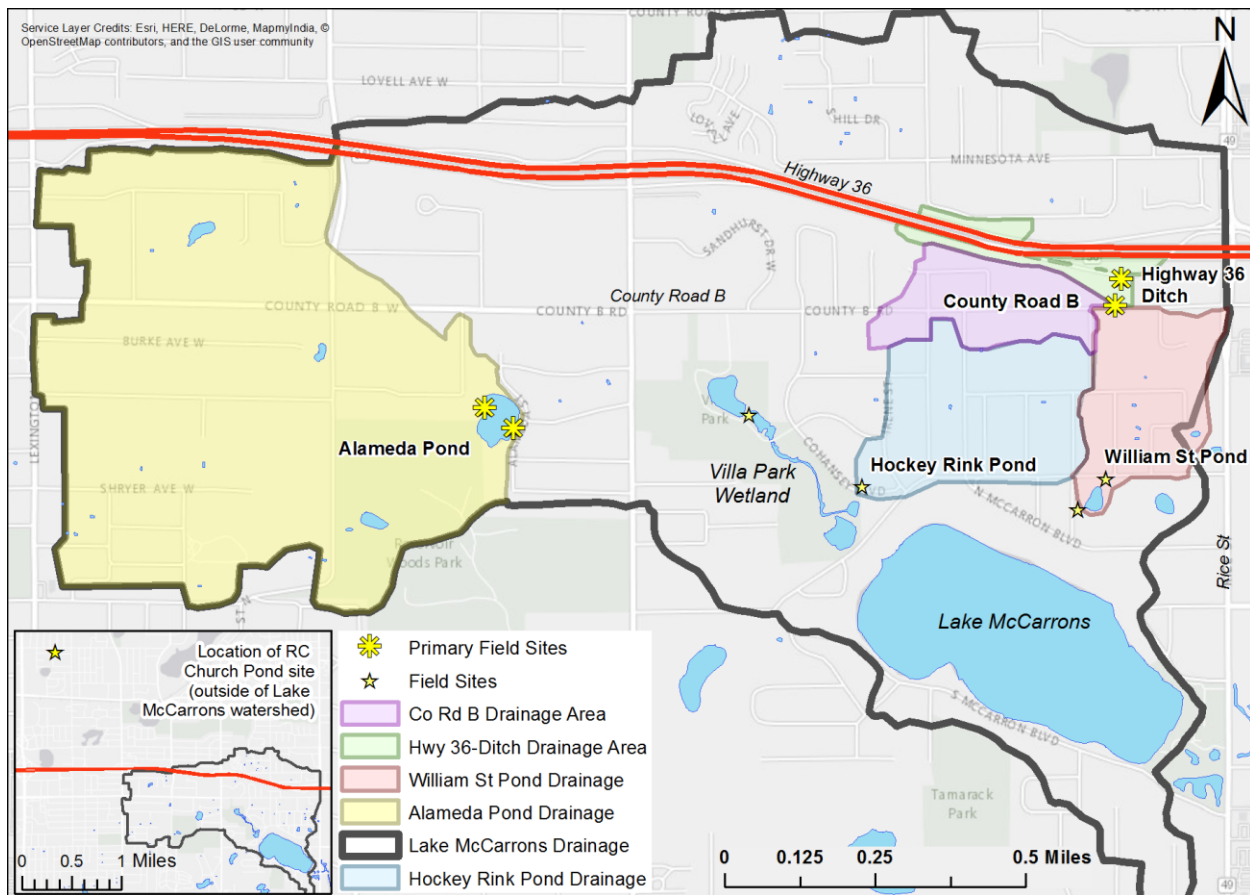 Service Layer Credits: Esri, HERE, DeLorme, MapmyIndia, ©
OpenStreetMap contributors, and the GIS user community
COUNTY ROAD
N
LOVELL AVE W
S HILL DR
49
MINNESOTA AVE
Highway 36
SANDHURST DR W
Highway 36
Ditch
County Road B
County Road B
COUNTY ROAD B W
COUNTY B RD
COUNTY B RD
BURKE AVE W
LEXINGTON
IRENE ST
Alameda Pond
Park
COHANSEY BLVD
William St Pond
Hockey Rink Pond
Villa Park
Wetland
SHRYER AVE W
N MCCARRON BLVD
Woods Park
Rice St
ST N
Lake McCarrons
S MCCARRON BLVD
Tamarack
Park
49
Location of RC
Church Pond site
(outside of Lake
McCarrons watershed)
0 0.5 1 Miles
Primary Field Sites
Field Sites
Co Rd B Drainage Area
Hwy 36-Ditch Drainage Area
William St Pond Drainage
Alameda Pond Drainage
Lake McCarrons Drainage
Hockey Rink Pond Drainage
0 0.125 0.25 0.5 Miles